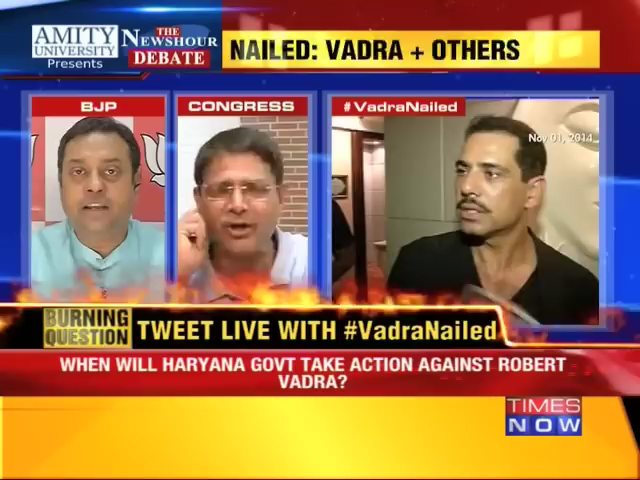 AMITY
UNIVERSITY
Presents
THE
NEWSHOUR
DEBATE
NAILED: VADRA + OTHERS
BJP
CONGRESS
#VadraNailed
Nov 01, 2014
BURNING
QUESTION
TWEET LIVE WITH #VadraNailed
WHEN WILL HARYANA GOVT TAKE ACTION AGAINST ROBERT
VADRA?
TIMES
NOW